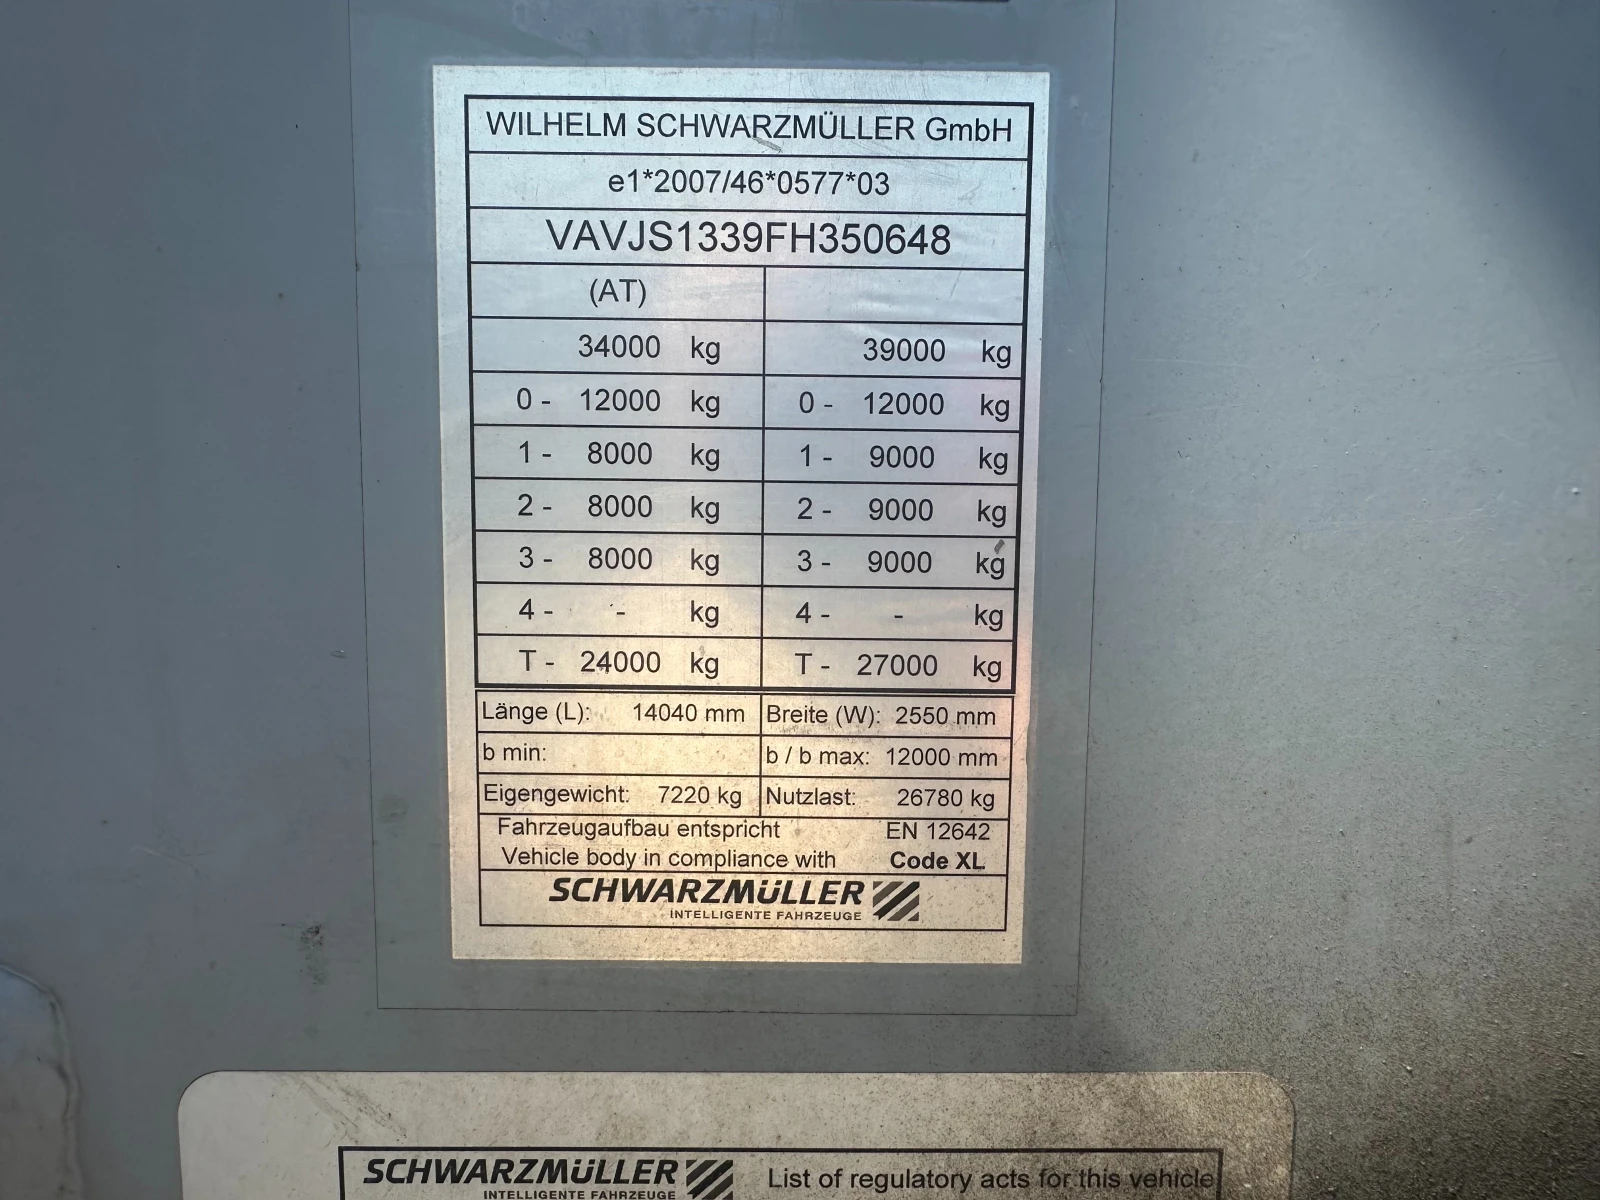 WILHELM SCHWARZMÜLLER GmbH
e1*2007/46*0577*03
VAVJS1339FH350648
(AT)
34000 kg 39000 kg
0 - 12000 kg 0 - 12000 kg
1 - 8000 kg 1 - 9000 kg
2 - 8000 kg 2 - 9000 kg
3 - 8000 kg 3 - 9000 kg
4 - - kg 4 - - kg
T - 24000 kg T - 27000 kg
Länge (L): 14040 mm Breite (W): 2550 mm
b min: b / b max: 12000 mm
Eigengewicht: 7220 kg Nutzlast: 26780 kg
Fahrzeugaufbau entspricht EN 12642
Vehicle body in compliance with Code XL
SCHWARZMÜLLER
INTELLIGENTE FAHRZEUGE
SCHWARZMÜLLER List of regulatory acts for this vehicle
INTELLIGENTE FAHRZEUGE